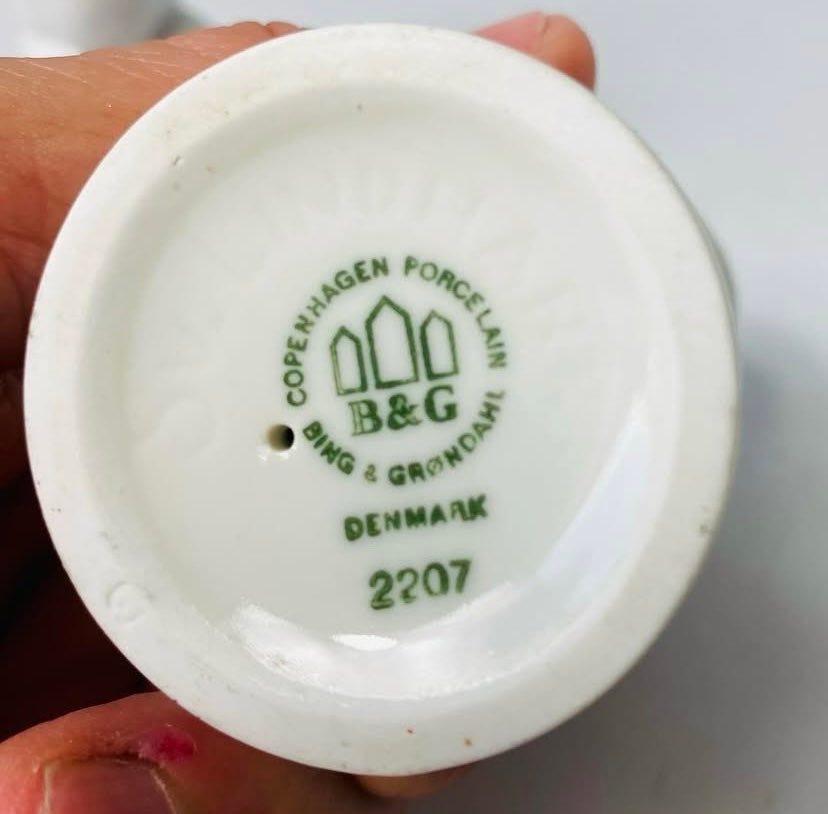 COPENHAGEN PORCELAIN
B&G
BING & GRØNDAHL
DENMARK
2207